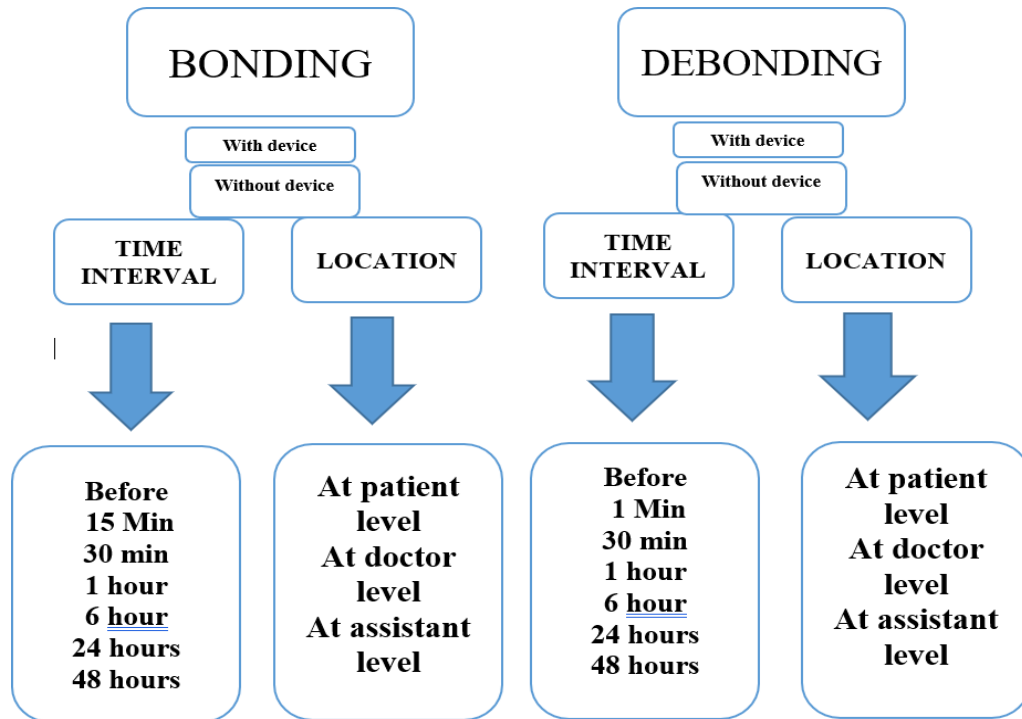 BONDING
With device
Without device
TIME
INTERVAL
LOCATION
Before
15 Min
30 min
1 hour
6 hour
24 hours
48 hours
At patient
level
At doctor
level
At assistant
level
DEBONDING
With device
Without device
TIME
INTERVAL
LOCATION
Before
1 Min
30 min
1 hour
6 hour
24 hours
48 hours
At patient
level
At doctor
level
At assistant
level